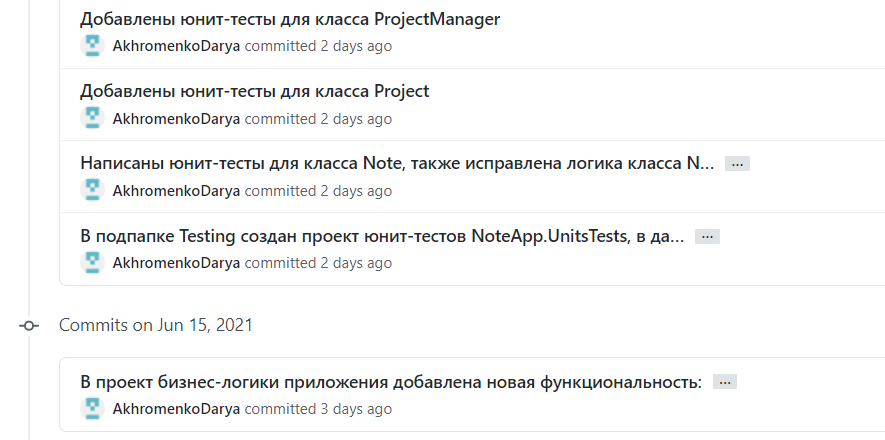 Добавлены юнит-тесты для класса ProjectManager
AkhromenkoDarya committed 2 days ago
Добавлены юнит-тесты для класса Project
AkhromenkoDarya committed 2 days ago
Написаны юнит-тесты для класса Note, также исправлена логика класса N... ...
AkhromenkoDarya committed 2 days ago
В подпапке Testing создан проект юнит-тестов NoteApp.UnitsTests, в да... ...
AkhromenkoDarya committed 2 days ago
Commits on Jun 15, 2021
В проект бизнес-логики приложения добавлена новая функциональность: ...
AkhromenkoDarya committed 3 days ago